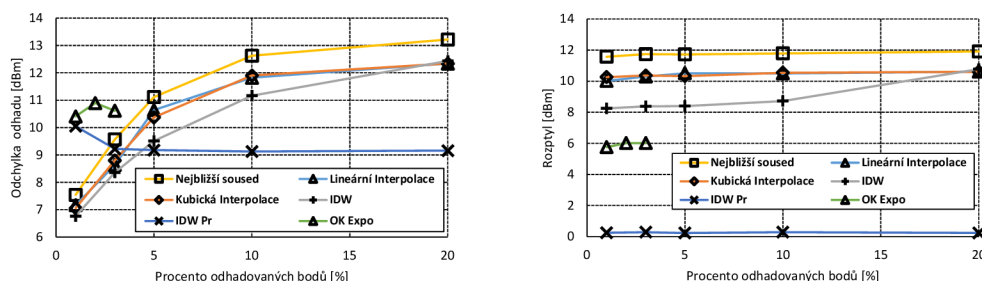 Odchylka odhadu [dBm]
14
13
12
11
10
9
8
7
6
0 5 10 15 20
Procento odhadovaných bodů [%]
Nejbližší soused Lineární Interpolace
Kubická Interpolace IDW
IDW Pr OK Expo
Rozptyl [dBm]
14
12
10
8
6
4
2
0
0 5 10 15 20
Procento odhadovaných bodů [%]
Nejbližší soused Lineární Interpolace
Kubická Interpolace IDW
IDW Pr OK Expo